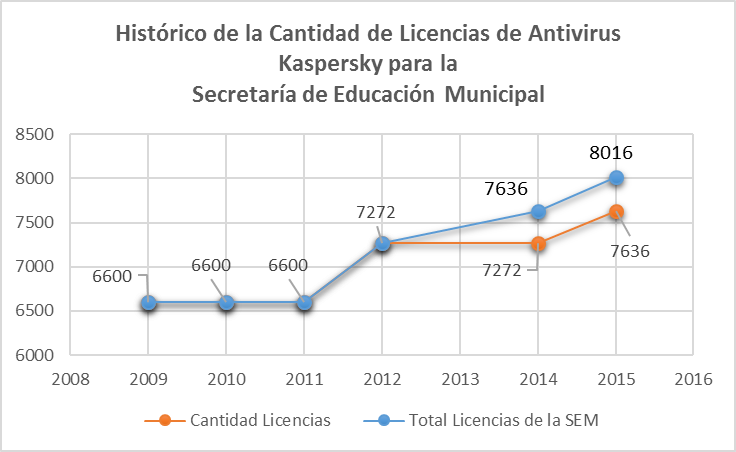 Histórico de la Cantidad de Licencias de Antivirus
Kaspersky para la
Secretaría de Educación Municipal
8500
8000
7500
7000
6500
6000
2008 2009 2010 2011 2012 2013 2014 2015 2016
6600
6600
6600
7272
7636
8016
7272
7636
Cantidad Licencias
Total Licencias de la SEM